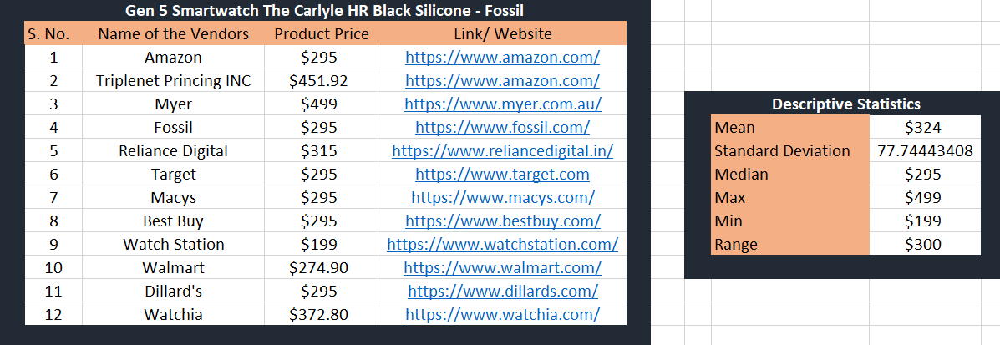 Gen 5 Smartwatch The Carlyle HR Black Silicone - Fossil
S. No. Name of the Vendors Product Price Link/ Website
1 Amazon $295 https://www.amazon.com/
2 Triplenet Princing INC $451.92 https://www.amazon.com/
3 Myer $499 https://www.myer.com.au/
4 Fossil $295 https://www.fossil.com/
5 Reliance Digital $315 https://www.reliancedigital.in/
6 Target $295 https://www.target.com
7 Macys $295 https://www.macys.com/
8 Best Buy $295 https://www.bestbuy.com/
9 Watch Station $199 https://www.watchstation.com/
10 Walmart $274.90 https://www.walmart.com/
11 Dillard's $295 https://www.dillards.com/
12 Watchia $372.80 https://www.watchia.com/
Descriptive Statistics
Mean $324
Standard Deviation 77.74443408
Median $295
Max $499
Min $199
Range $300